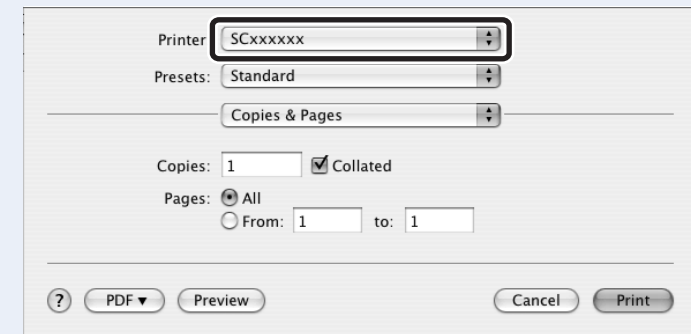 Printer SCxxxxxx
Presets: Standard
Copies & Pages
Copies: 1 Collated
Pages: All
From: 1 to: 1
? PDF ▼ Preview Cancel Print